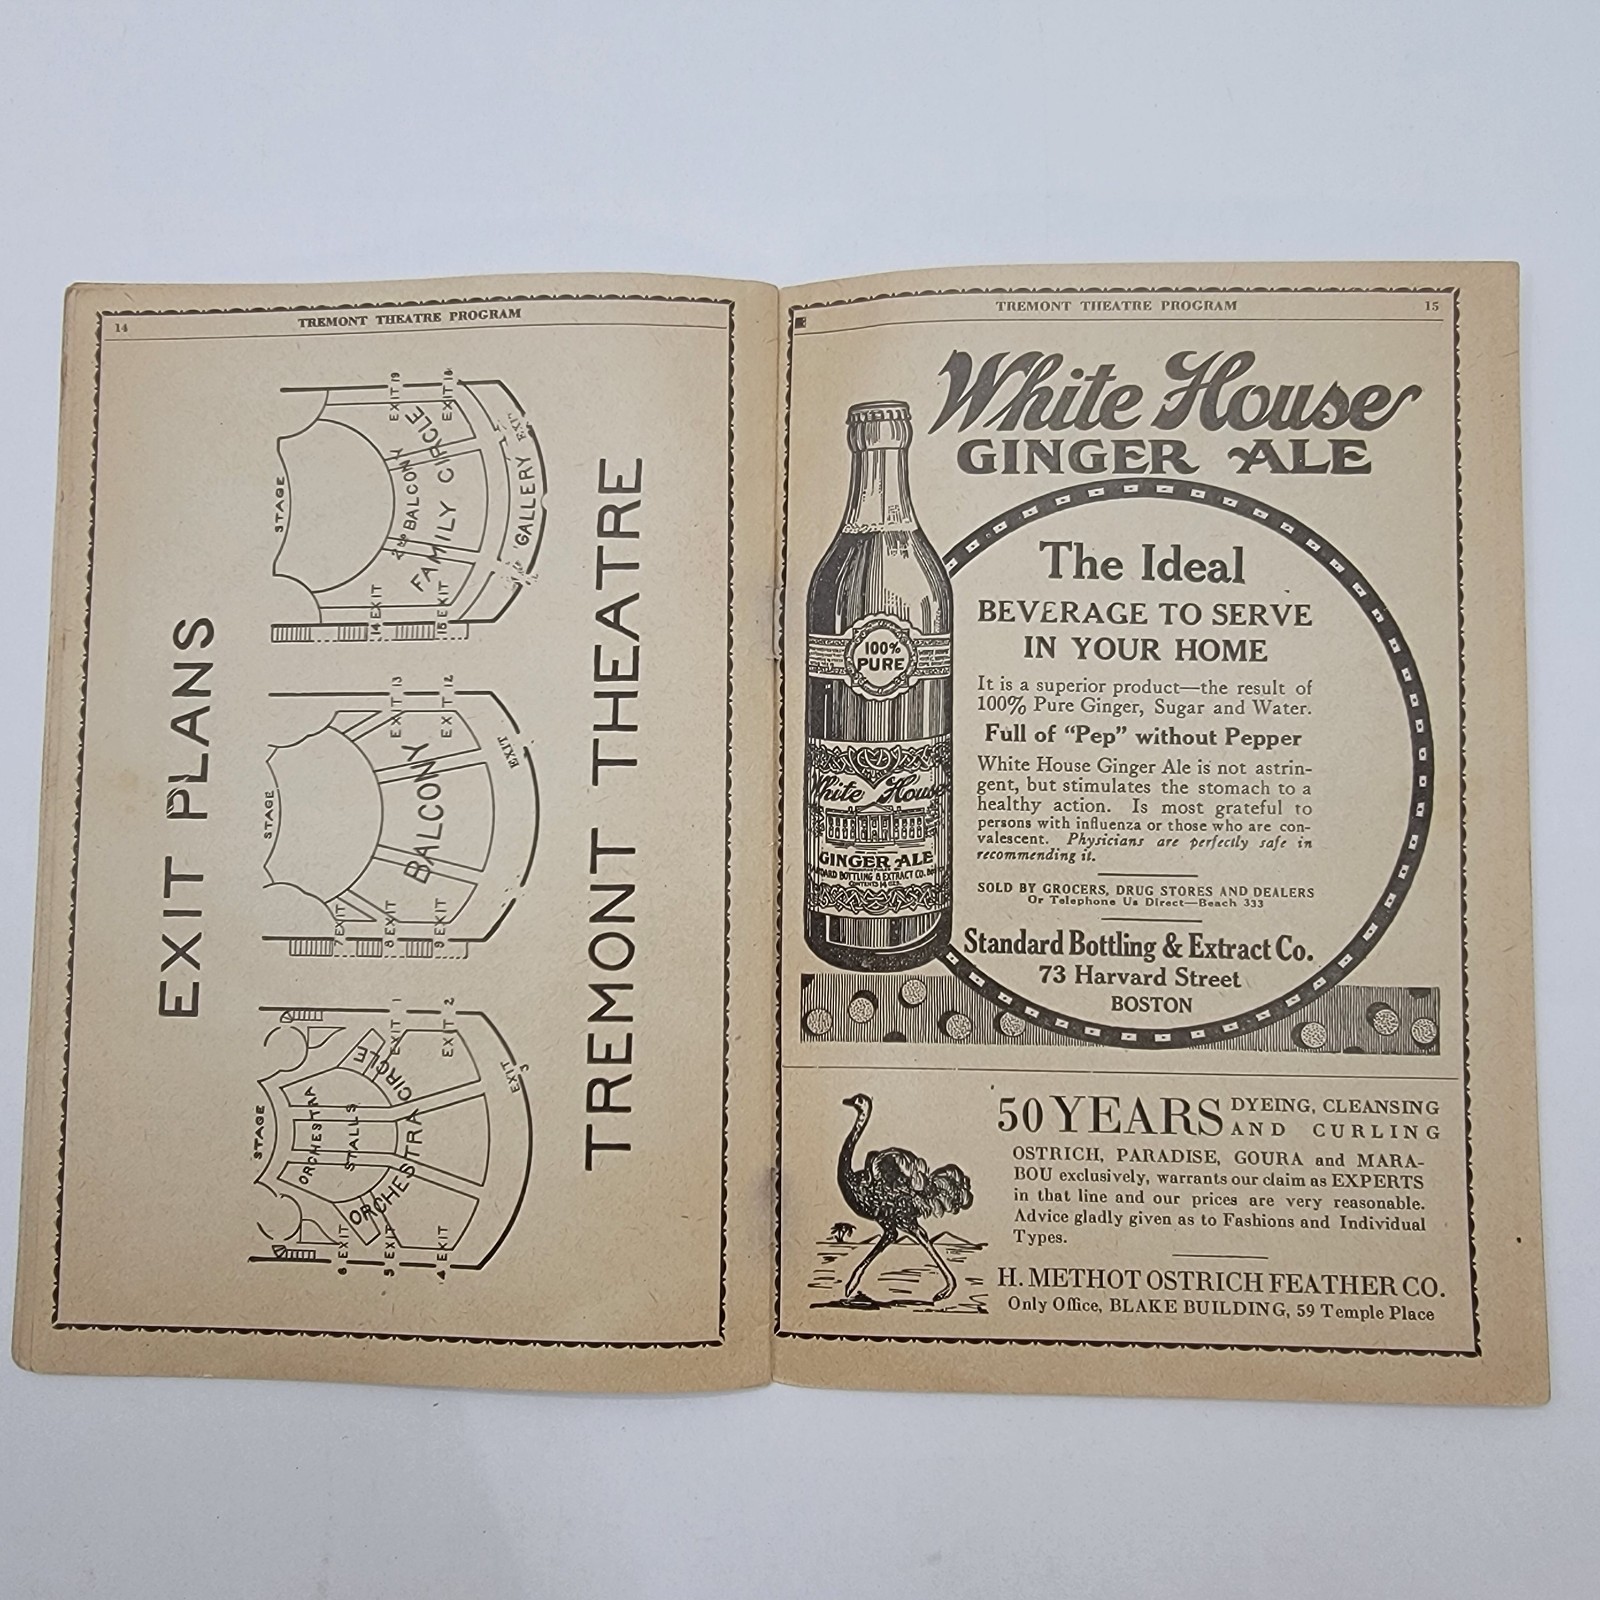 14
TREMONT THEATRE PROGRAM
EXIT PLANS
STAGE
EXIT 19
EXIT 18
2ND BALCONY
FAMILY CIRCLE
GALLERY
EXIT
14 EXIT
15 EXIT
STAGE
EXIT 13
EXIT 12
BALCONY
EXIT
7 EXIT
8 EXIT
9 EXIT
STAGE
EXIT 1
EXIT 2
ORCHESTRA
STALLS
ORCHESTRA CIRCLE
EXIT 3
6 EXIT
5 EXIT
4 EXIT
TREMONT THEATRE
TREMONT THEATRE PROGRAM
15
White House
GINGER ALE
100%
PURE
White House
GINGER ALE
STANDARD BOTTLING & EXTRACT CO.
CONTENTS 14 OZS.
The Ideal
BEVERAGE TO SERVE
IN YOUR HOME
It is a superior product—the result of
100% Pure Ginger, Sugar and Water.
Full of "Pep" without Pepper
White House Ginger Ale is not astrin-
gent, but stimulates the stomach to a
healthy action. Is most grateful to
persons with influenza or those who are con-
valescent. Physicians are perfectly safe in
recommending it.
SOLD BY GROCERS, DRUG STORES AND DEALERS
Or Telephone Us Direct—Beach 333
Standard Bottling & Extract Co.
73 Harvard Street
BOSTON
50 YEARS DYEING, CLEANSING
AND CURLING
OSTRICH, PARADISE, GOURA and MARA-
BOU exclusively, warrants our claim as EXPERTS
in that line and our prices are very reasonable.
Advice gladly given as to Fashions and Individual
Types.
H. METHOT OSTRICH FEATHER CO.
Only Office, BLAKE BUILDING, 59 Temple Place